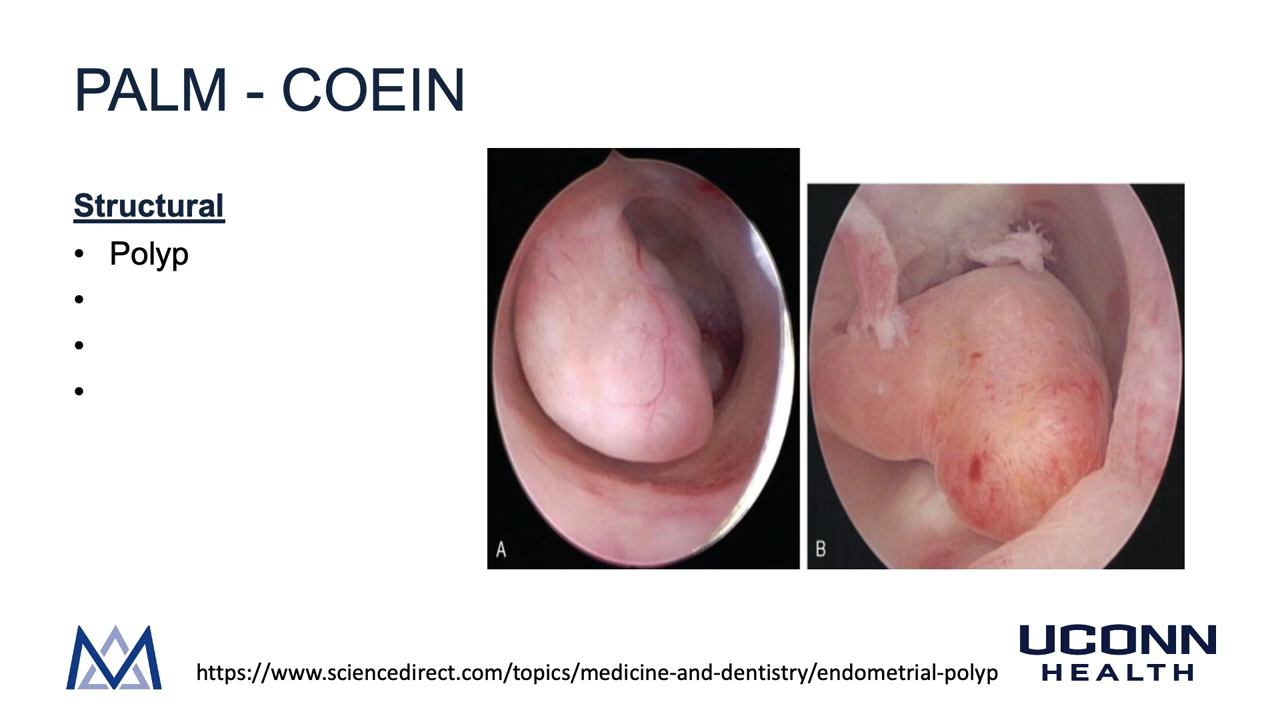 PALM - COEIN
Structural
• Polyp
•
•
•
A
B
https://www.sciencedirect.com/topics/medicine-and-dentistry/endometrial-polyp
UCONN
HEALTH